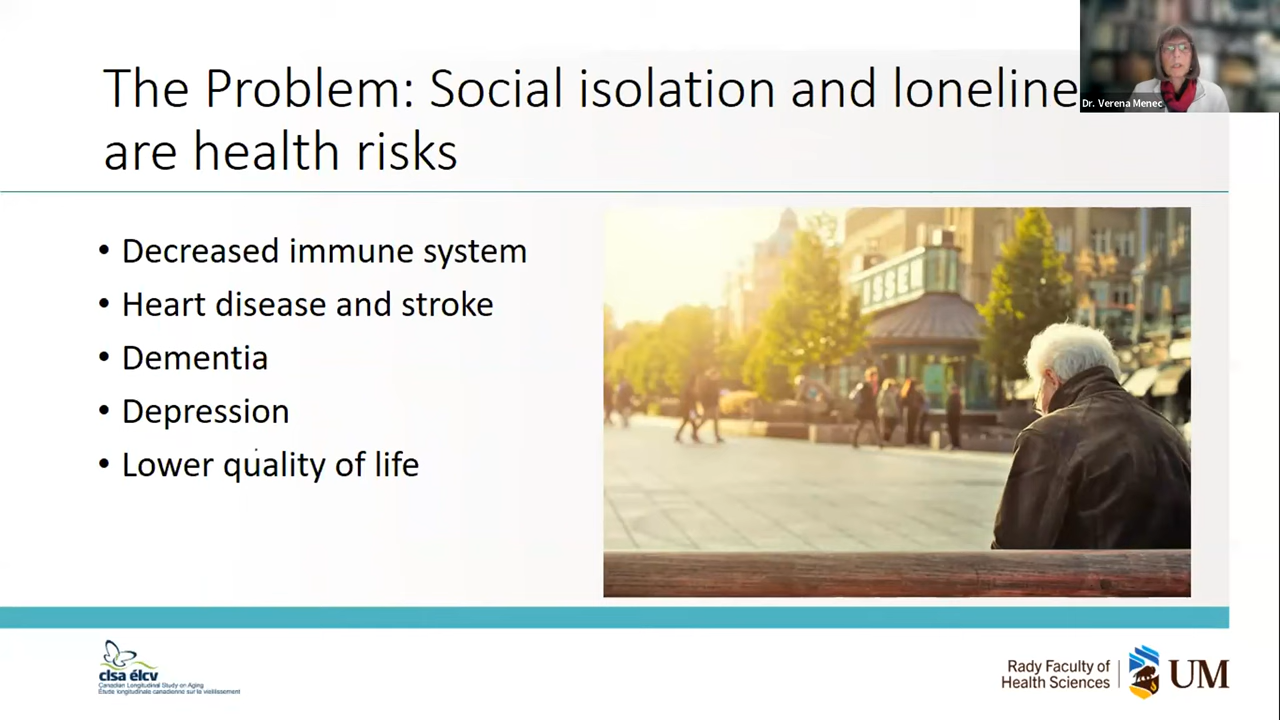 The Problem: Social isolation and loneline
are health risks
Dr. Verena Menec
• Decreased immune system
• Heart disease and stroke
• Dementia
• Depression
• Lower quality of life
ISSEN
clsa élcv
Canadian Longitudinal Study on Aging
Étude longitudinale canadienne sur le vieillissement
Rady Faculty of
Health Sciences
UM